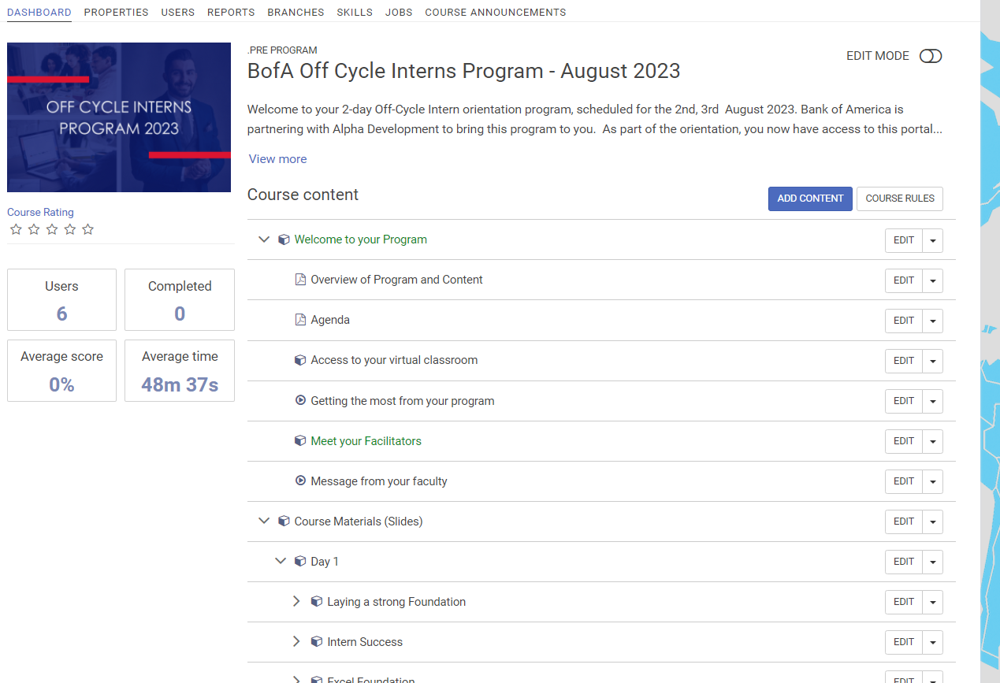 DASHBOARD PROPERTIES USERS REPORTS BRANCHES SKILLS JOBS COURSE ANNOUNCEMENTS
OFF CYCLE INTERNS
PROGRAM 2023
Course Rating
Users
6
Completed
0
Average score
0%
Average time
48m 37s
.PRE PROGRAM
BofA Off Cycle Interns Program - August 2023
EDIT MODE
Welcome to your 2-day Off-Cycle Intern orientation program, scheduled for the 2nd, 3rd  August 2023. Bank of America is
partnering with Alpha Development to bring this program to you.  As part of the orientation, you now have access to this portal...
View more
Course content
ADD CONTENT COURSE RULES
Welcome to your Program EDIT
Overview of Program and Content EDIT
Agenda EDIT
Access to your virtual classroom EDIT
Getting the most from your program EDIT
Meet your Facilitators EDIT
Message from your faculty EDIT
Course Materials (Slides) EDIT
Day 1 EDIT
Laying a strong Foundation EDIT
Intern Success EDIT
Excel Foundation EDIT